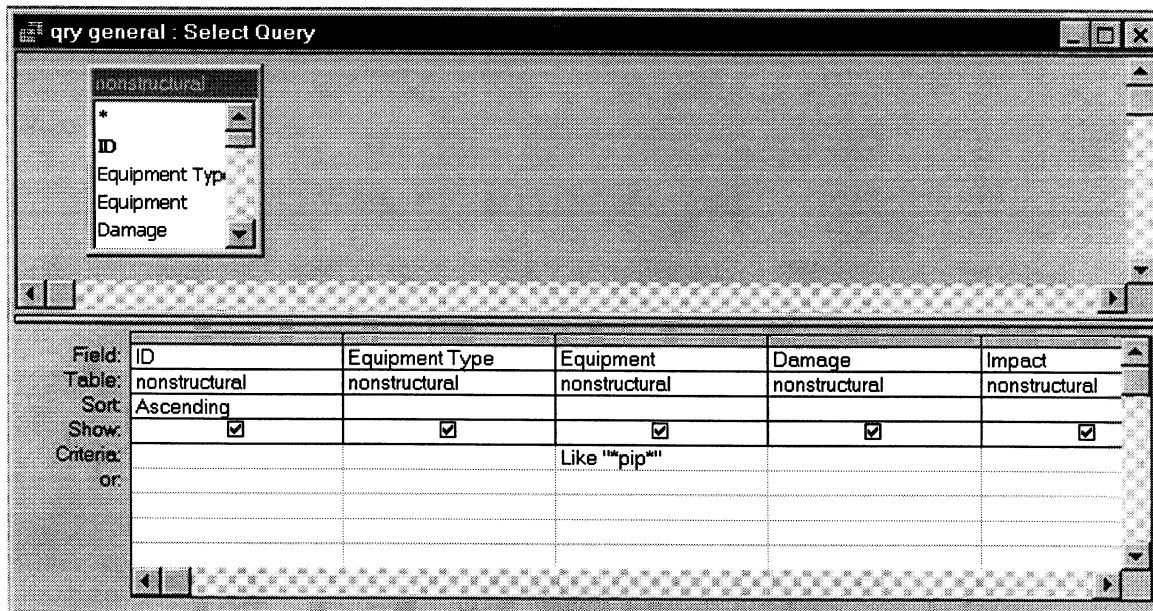 qry general : Select Query
nonstructural
*
ID
Equipment Typ
Equipment
Damage
Field: ID Equipment Type Equipment Damage Impact
Table: nonstructural nonstructural nonstructural nonstructural nonstructural
Sort: Ascending
Show:
Criteria: Like "*pip*"
or: